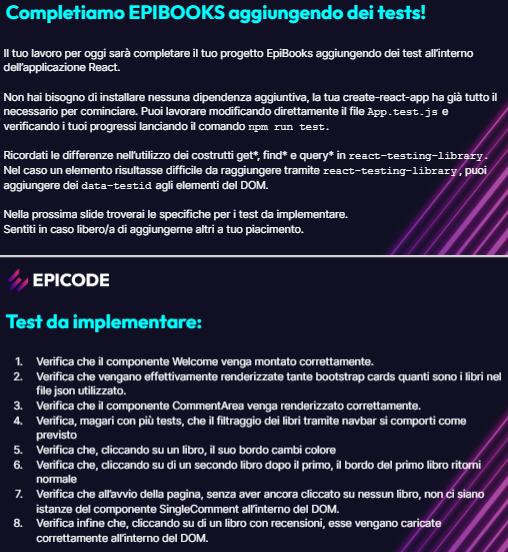 Completiamo EPIBOOKS aggiungendo dei tests!
Il tuo lavoro per oggi sarà completare il tuo progetto EpiBooks aggiungendo dei test all'interno
dell'applicazione React.
Non hai bisogno di installare nessuna dipendenza aggiuntiva, la tua create-react-app ha già tutto il
necessario per cominciare. Puoi lavorare modificando direttamente il file App.test.js e
verificando i tuoi progressi lanciando il comando npm run test.
Ricordati le differenze nell'utilizzo dei costrutti get*, find* e query* in react-testing-library.
Nel caso un elemento risultasse difficile da raggiungere tramite react-testing-library, puoi
aggiungere dei data-testid agli elementi del DOM.
Nella prossima slide troverai le specifiche per i test da implementare.
Sentiti in caso libero/a di aggiungerne altri a tuo piacimento.
EPICODE
Test da implementare:
1. Verifica che il componente Welcome venga montato correttamente.
2. Verifica che vengano effettivamente renderizzate tante bootstrap cards quanti sono i libri nel
file json utilizzato.
3. Verifica che il componente CommentArea venga renderizzato correttamente.
4. Verifica, magari con più tests, che il filtraggio dei libri tramite navbar si comporti come
previsto
5. Verifica che, cliccando su un libro, il suo bordo cambi colore
6. Verifica che, cliccando su di un secondo libro dopo il primo, il bordo del primo libro ritorni
normale
7. Verifica che all'avvio della pagina, senza aver ancora cliccato su nessun libro, non ci siano
istanze del componente SingleComment all'interno del DOM.
8. Verifica infine che, cliccando su di un libro con recensioni, esse vengano caricate
correttamente all'interno del DOM.